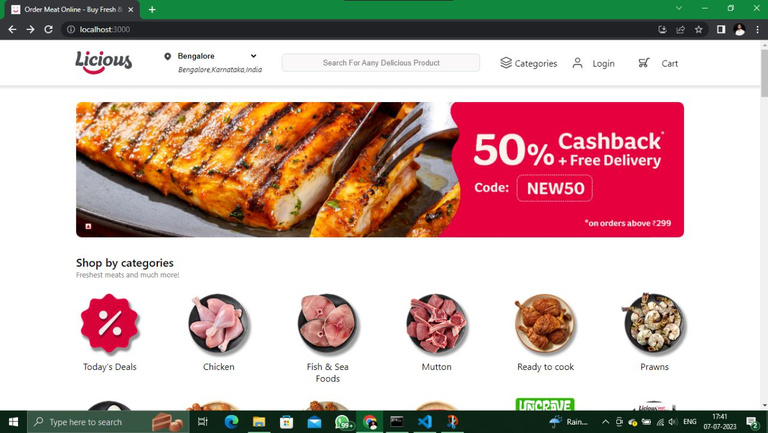 Order Meat Online - Buy Fresh &
localhost:3000
Licious
Bengalore
Bengalore,Karnataka,India
Search For Aany Delicious Product
Categories
Login
Cart
50% Cashback*
+ Free Delivery
Code: NEW50
*on orders above ₹299
Shop by categories
Freshest meats and much more!
Today's Deals
Chicken
Fish & Sea
Foods
Mutton
Ready to cook
Prawns
Type here to search
99+
Rain...
ENG
17:41
07-07-2023
2